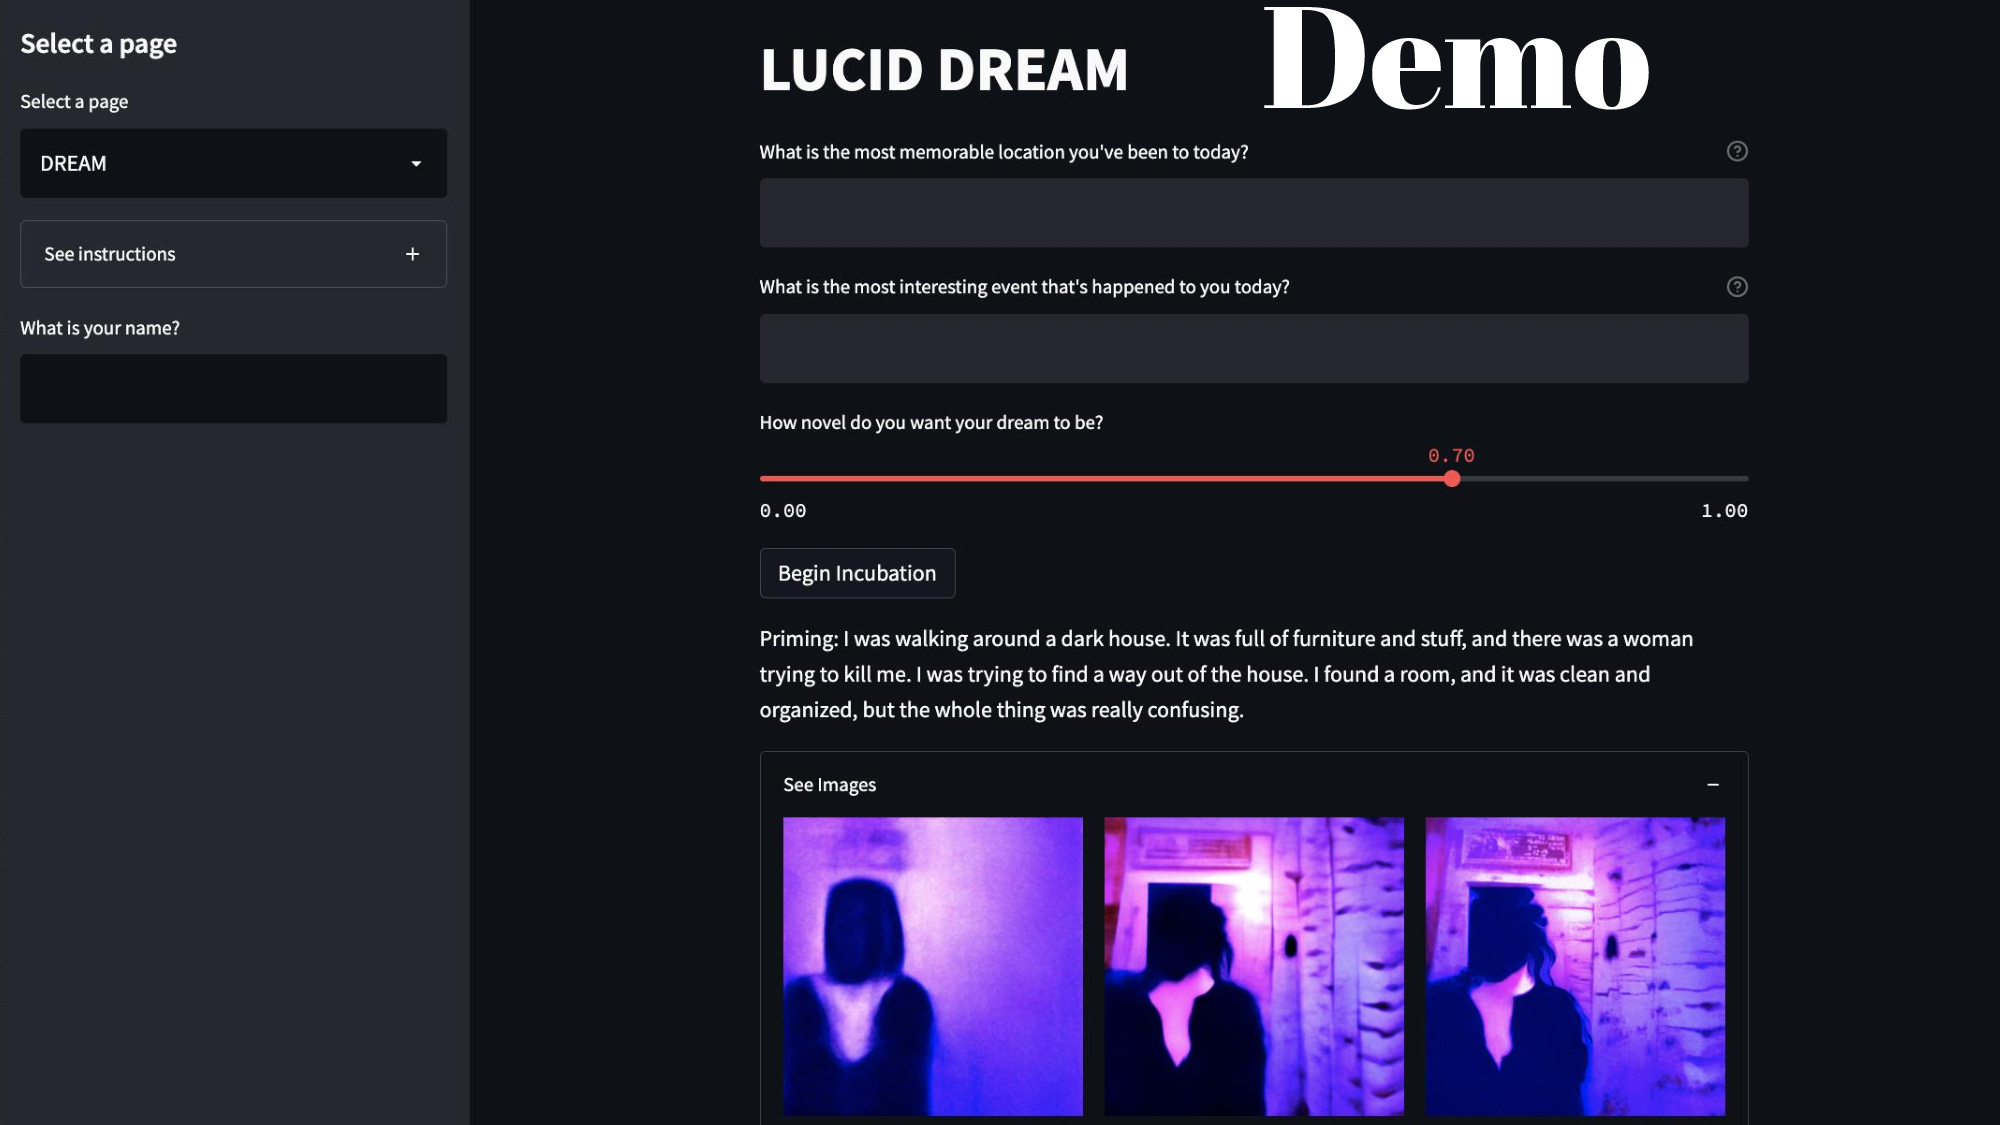 Select a page
Select a page
DREAM
See instructions
What is your name?
LUCID DREAM
Demo
What is the most memorable location you've been to today?
What is the most interesting event that's happened to you today?
How novel do you want your dream to be?
0.70
0.00
1.00
Begin Incubation
Priming: I was walking around a dark house. It was full of furniture and stuff, and there was a woman
trying to kill me. I was trying to find a way out of the house. I found a room, and it was clean and
organized, but the whole thing was really confusing.
See Images